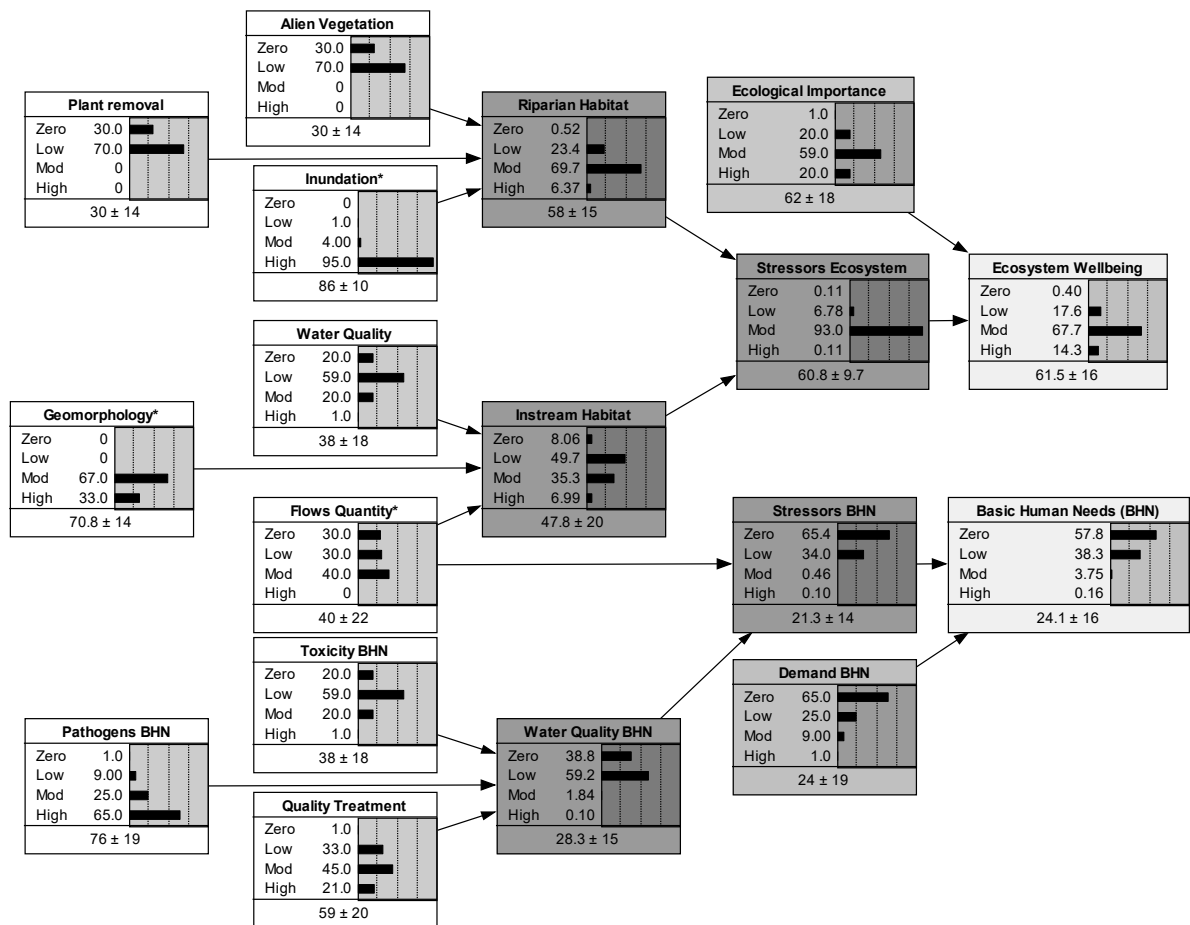 Alien Vegetation
Zero 30.0
Low 70.0
Mod 0
High 0
30 ± 14
Plant removal
Zero 30.0
Low 70.0
Mod 0
High 0
30 ± 14
Riparian Habitat
Zero 0.52
Low 23.4
Mod 69.7
High 6.37
58 ± 15
Ecological Importance
Zero 1.0
Low 20.0
Mod 59.0
High 20.0
62 ± 18
Inundation*
Zero 0
Low 1.0
Mod 4.00
High 95.0
86 ± 10
Stressors Ecosystem
Zero 0.11
Low 6.78
Mod 93.0
High 0.11
60.8 ± 9.7
Ecosystem Wellbeing
Zero 0.40
Low 17.6
Mod 67.7
High 14.3
61.5 ± 16
Water Quality
Zero 20.0
Low 59.0
Mod 20.0
High 1.0
38 ± 18
Geomorphology*
Zero 0
Low 0
Mod 67.0
High 33.0
70.8 ± 14
Instream Habitat
Zero 8.06
Low 49.7
Mod 35.3
High 6.99
47.8 ± 20
Flows Quantity*
Zero 30.0
Low 30.0
Mod 40.0
High 0
40 ± 22
Stressors BHN
Zero 65.4
Low 34.0
Mod 0.46
High 0.10
21.3 ± 14
Basic Human Needs (BHN)
Zero 57.8
Low 38.3
Mod 3.75
High 0.16
24.1 ± 16
Toxicity BHN
Zero 20.0
Low 59.0
Mod 20.0
High 1.0
38 ± 18
Demand BHN
Zero 65.0
Low 25.0
Mod 9.00
High 1.0
24 ± 19
Pathogens BHN
Zero 1.0
Low 9.00
Mod 25.0
High 65.0
76 ± 19
Water Quality BHN
Zero 38.8
Low 59.2
Mod 1.84
High 0.10
28.3 ± 15
Quality Treatment
Zero 1.0
Low 33.0
Mod 45.0
High 21.0
59 ± 20